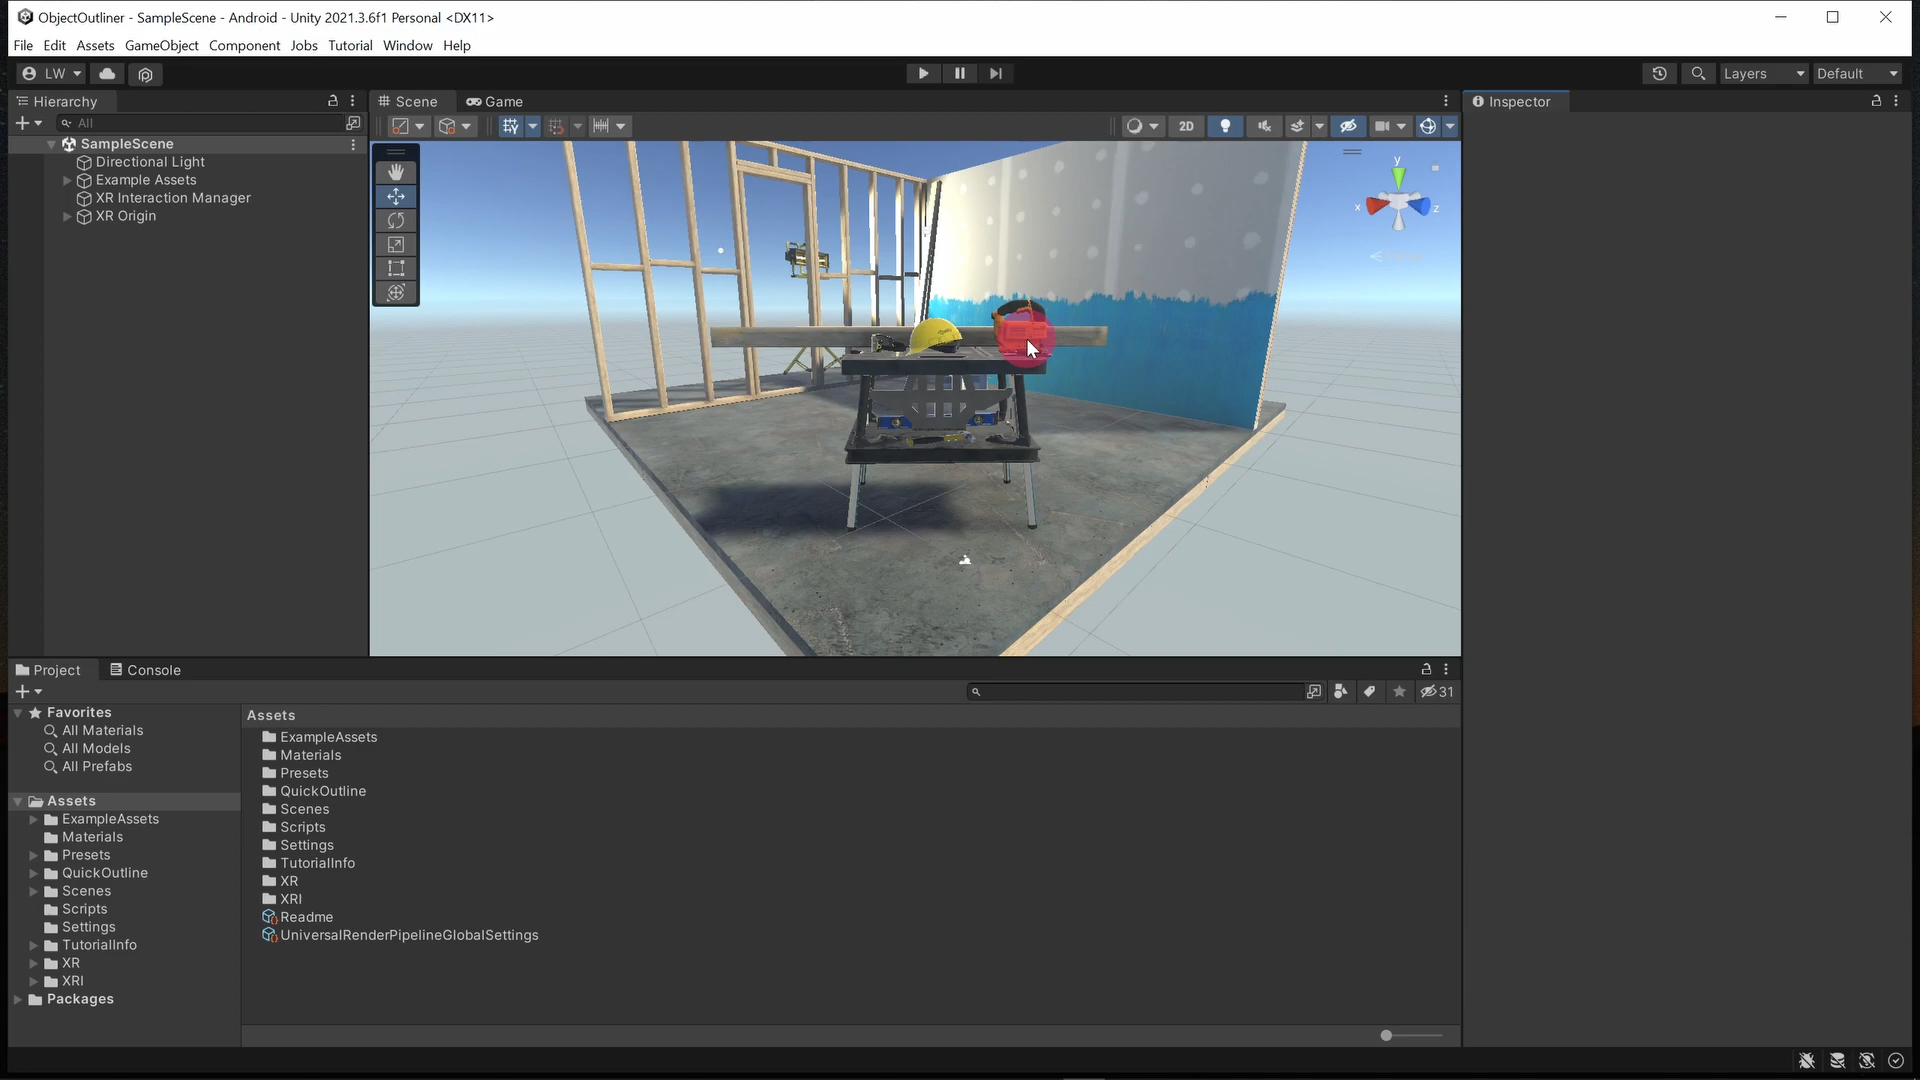 ObjectOutliner - SampleScene - Android - Unity 2021.3.6f1 Personal <DX11>
File Edit Assets GameObject Component Jobs Tutorial Window Help
LW Layers Default
Hierarchy
All
SampleScene
Directional Light
Example Assets
XR Interaction Manager
XR Origin
Scene Game
2D
y
x z
Inspector
Project Console
31
Favorites
All Materials
All Models
All Prefabs
Assets
ExampleAssets
Materials
Presets
QuickOutline
Scenes
Scripts
Settings
TutorialInfo
XR
XRI
Packages
Assets
ExampleAssets
Materials
Presets
QuickOutline
Scenes
Scripts
Settings
TutorialInfo
XR
XRI
Readme
UniversalRenderPipelineGlobalSettings